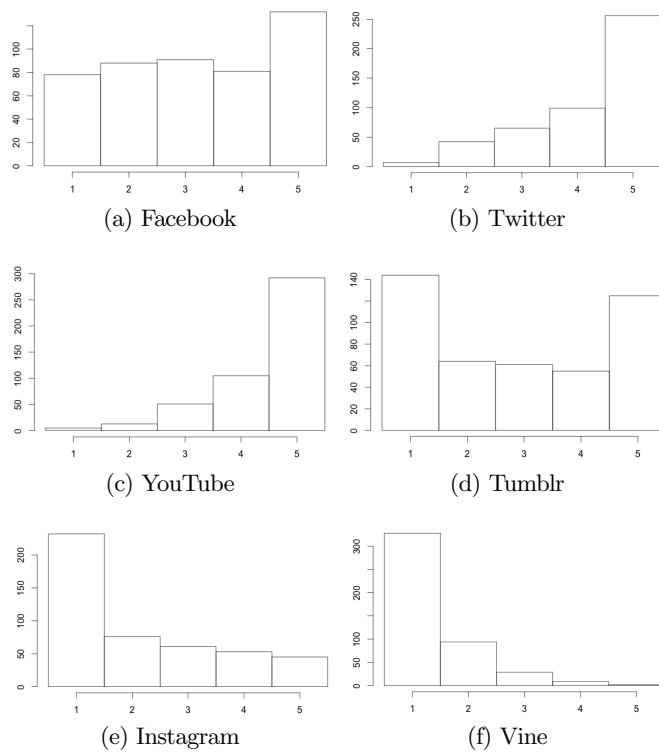 0 20 40 60 80 100
1 2 3 4 5
(a) Facebook
0 50 100 150 200 250
1 2 3 4 5
(b) Twitter
0 50 100 150 200 250 300
1 2 3 4 5
(c) YouTube
0 20 40 60 80 100 140
1 2 3 4 5
(d) Tumblr
0 50 100 150 200
1 2 3 4 5
(e) Instagram
0 50 100 200 300
1 2 3 4 5
(f) Vine